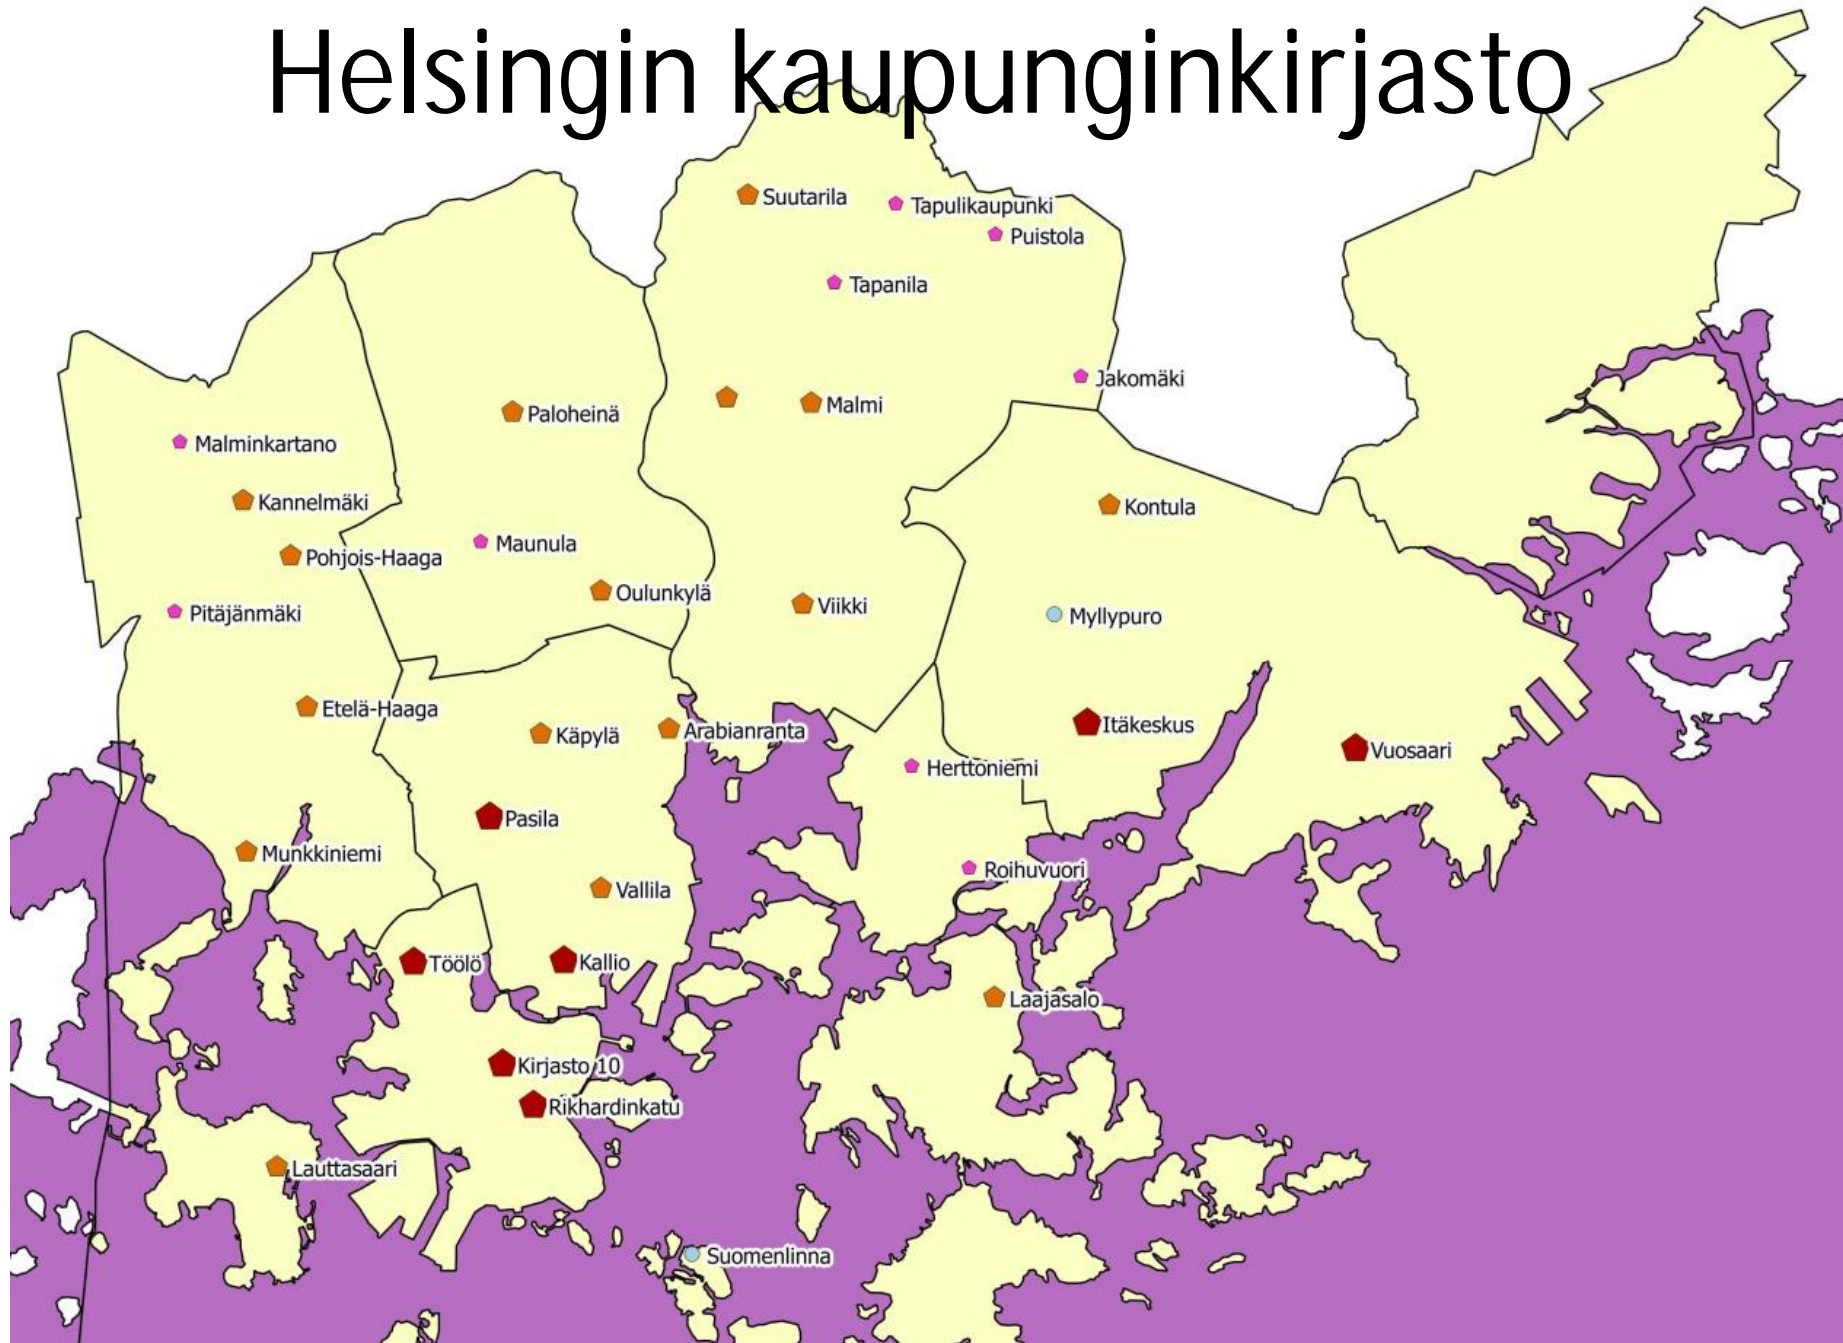 Helsingin kaupunginkirjasto
Suutarila
Tapulikaupunki
Puistola
Tapanila
Jakomäki
Malmi
Paloheinä
Malminkartano
Kannelmäki
Kontula
Maunula
Pohjois-Haaga
Oulunkylä
Viikki
Pitäjänmäki
Myllypuro
Etelä-Haaga
Käpylä
Arabianranta
Itäkeskus
Vuosaari
Herttoniemi
Pasila
Munkkiniemi
Roihuvuori
Vallila
Töölö
Kallio
Laajasalo
Kirjasto 10
Rikhardinkatu
Lauttasaari
Suomenlinna